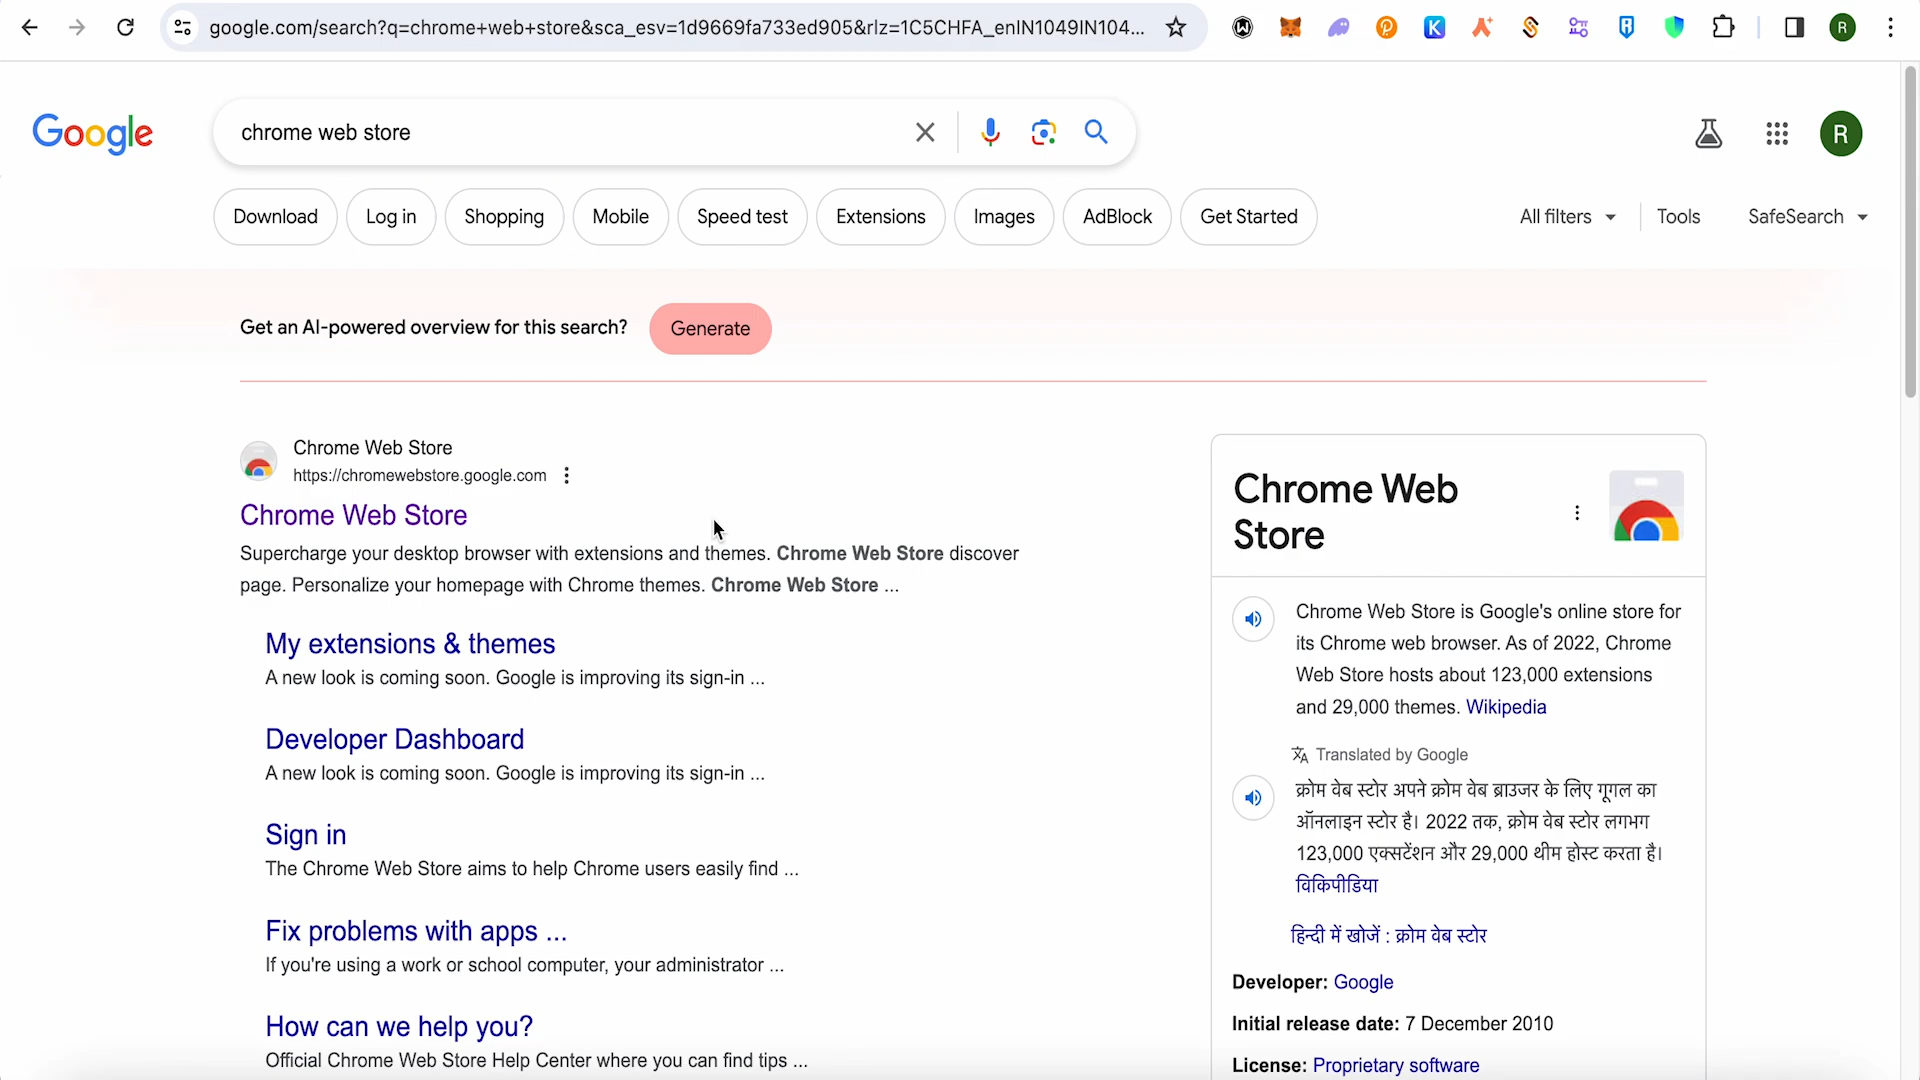 google.com/search?q=chrome+web+store&sca_esv=1d9669fa733ed905&rlz=1C5CHFA_enIN1049IN104...
R
Google
chrome web store
R
Download
Log in
Shopping
Mobile
Speed test
Extensions
Images
AdBlock
Get Started
All filters
Tools
SafeSearch
Get an AI-powered overview for this search?
Generate
Chrome Web Store
https://chromewebstore.google.com
Chrome Web Store
Supercharge your desktop browser with extensions and themes. Chrome Web Store discover
page. Personalize your homepage with Chrome themes. Chrome Web Store ...
My extensions & themes
A new look is coming soon. Google is improving its sign-in ...
Developer Dashboard
A new look is coming soon. Google is improving its sign-in ...
Sign in
The Chrome Web Store aims to help Chrome users easily find ...
Fix problems with apps ...
If you're using a work or school computer, your administrator ...
How can we help you?
Official Chrome Web Store Help Center where you can find tips ...
Chrome Web
Store
Chrome Web Store is Google's online store for
its Chrome web browser. As of 2022, Chrome
Web Store hosts about 123,000 extensions
and 29,000 themes. Wikipedia
Translated by Google
क्रोम वेब स्टोर अपने क्रोम वेब ब्राउजर के लिए गूगल का
ऑनलाइन स्टोर है। 2022 तक, क्रोम वेब स्टोर लगभग
123,000 एक्सटेंशन और 29,000 थीम होस्ट करता है।
विकिपीडिया
हिन्दी में खोजें : क्रोम वेब स्टोर
Developer: Google
Initial release date: 7 December 2010
License: Proprietary software